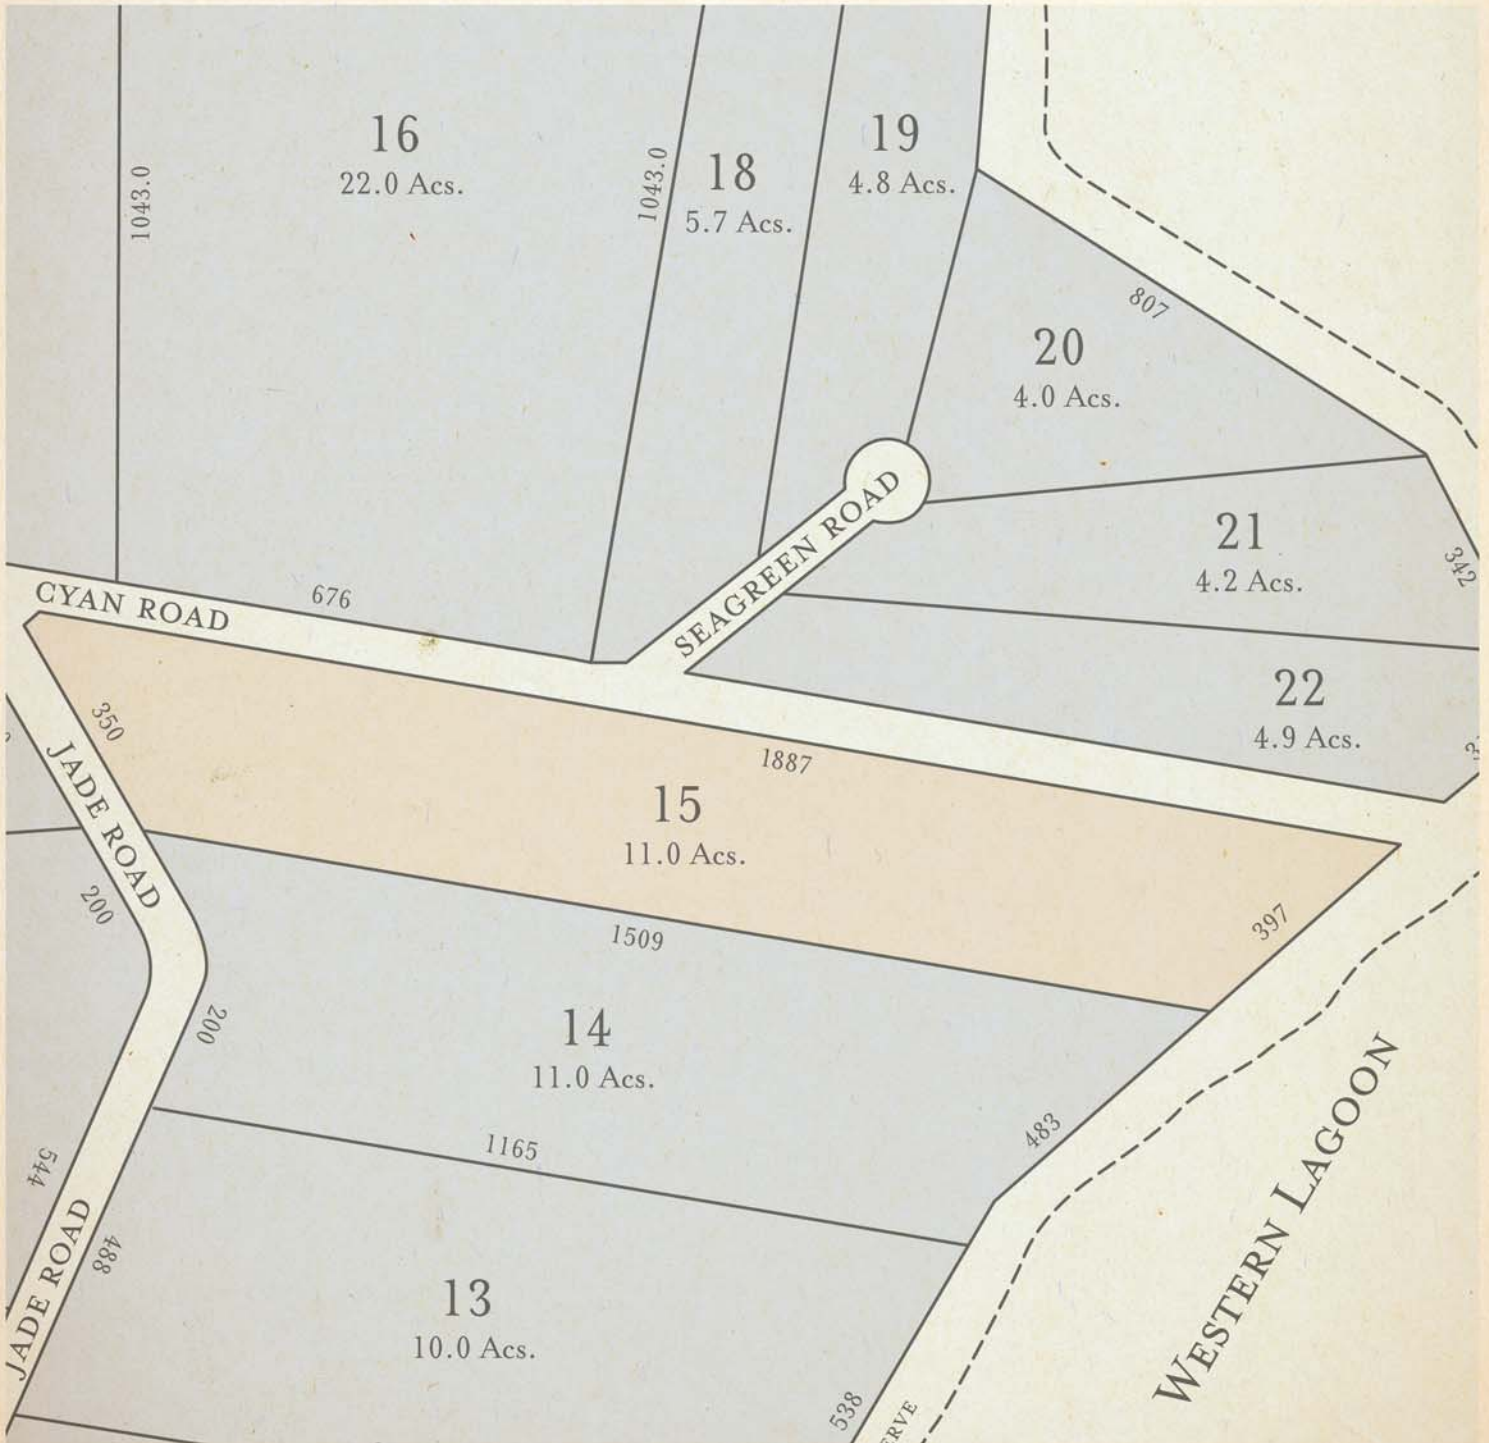 16
22.0 Acs.
1043.0
1043.0
18
5.7 Acs.
19
4.8 Acs.
807
20
4.0 Acs.
SEAGREEN ROAD
21
4.2 Acs.
342
CYAN ROAD
676
22
4.9 Acs.
350
JADE ROAD
1887
15
11.0 Acs.
397
200
1509
200
14
11.0 Acs.
483
1165
544
488
JADE ROAD
13
10.0 Acs.
538
WESTERN LAGOON